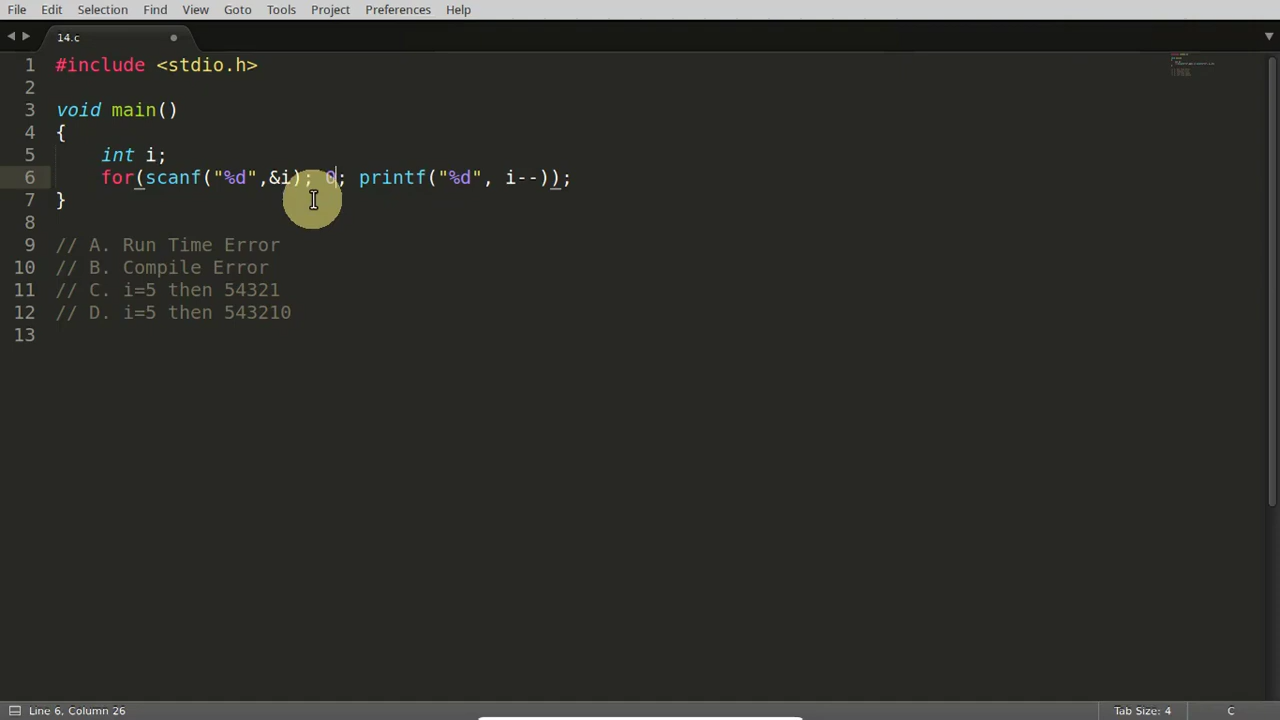 File Edit Selection Find View Goto Tools Project Preferences Help
14.c
1 #include <stdio.h>
2
3 void main()
4 {
5     int i;
6     for(scanf("%d",&i); 0; printf("%d", i--));
7 }
8
9 // A. Run Time Error
10 // B. Compile Error
11 // C. i=5 then 54321
12 // D. i=5 then 543210
13
Line 6, Column 26 Tab Size: 4 C